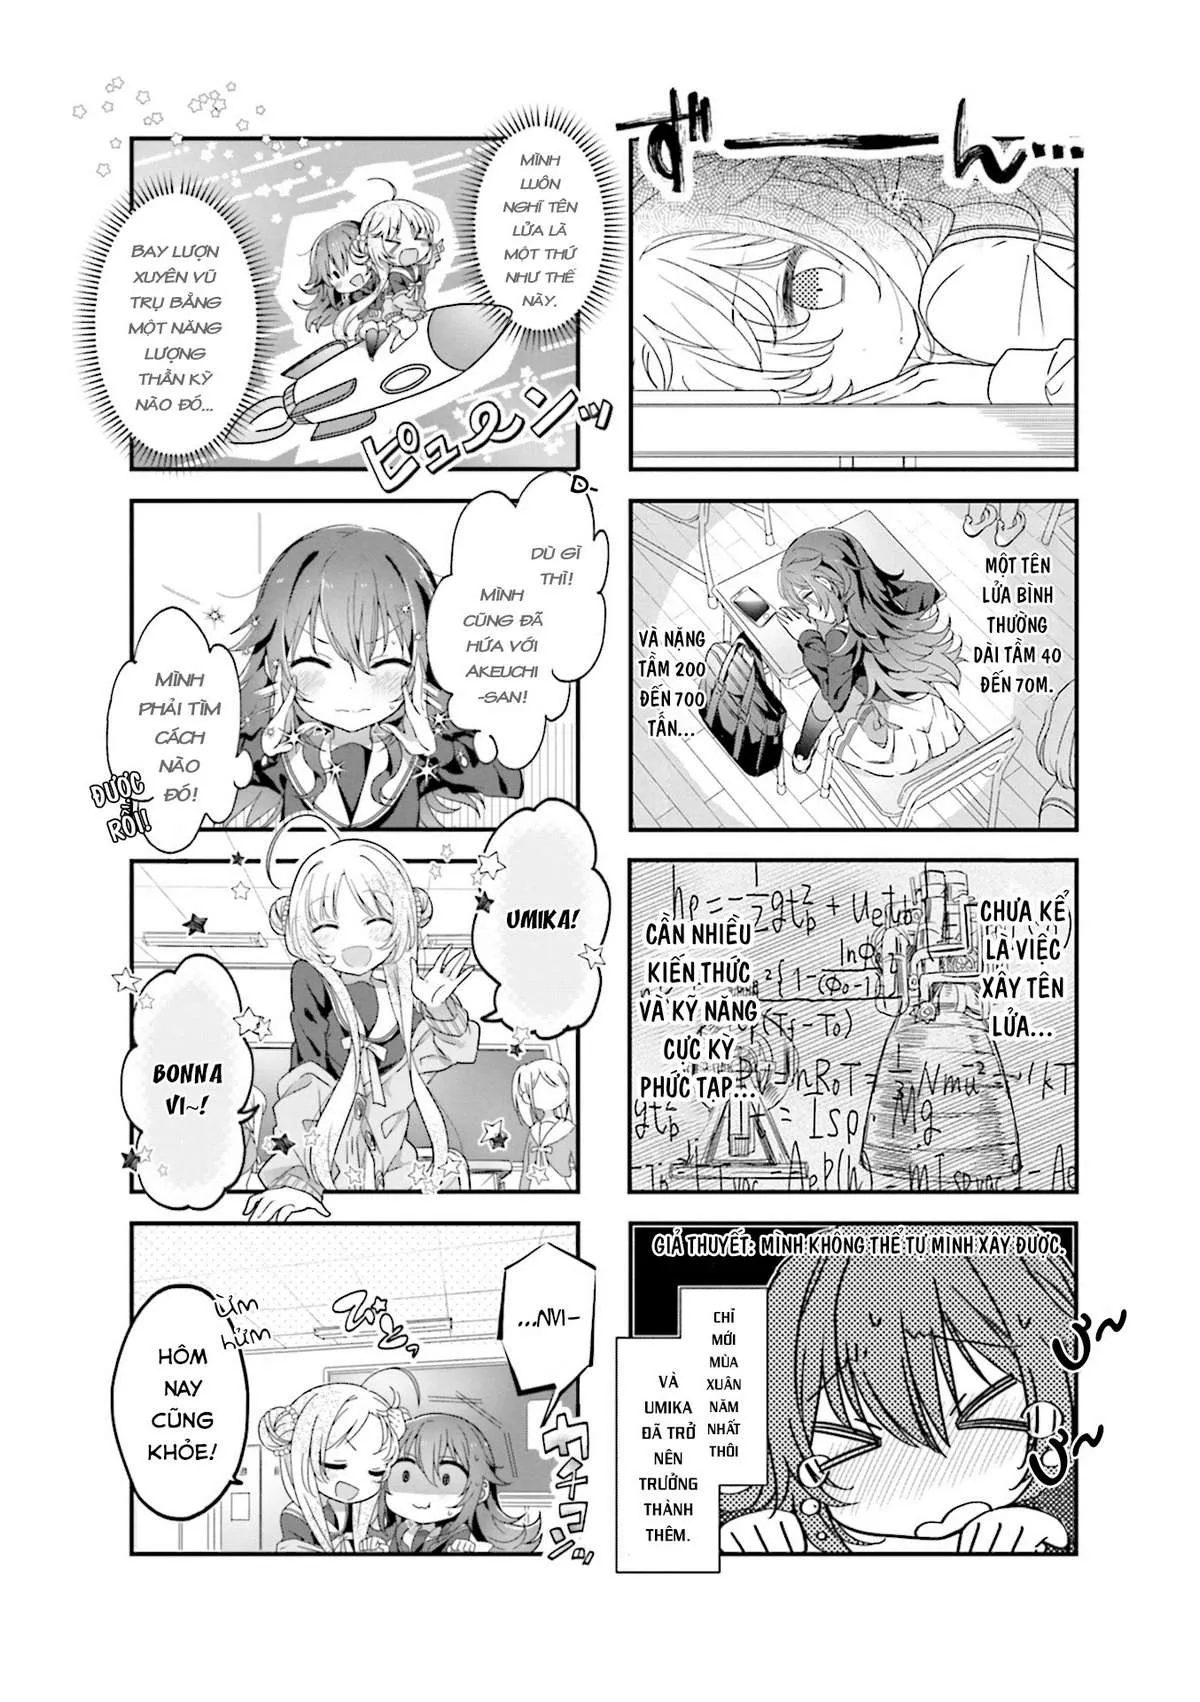 ずーーん…
MỘT TÊN
LỬA BÌNH
THƯỜNG
DÀI TẦM 40
ĐẾN 70M.
VÀ NẶNG
TẦM 200
ĐẾN 700
TẤN...
CHƯA KỂ
LÀ VIỆC
XÂY TÊN
LỬA...
CẦN NHIỀU
KIẾN THỨC
VÀ KỸ NĂNG
CỰC KỲ
PHỨC TẠP...
GIẢ THUYẾT: MÌNH KHÔNG THỂ TỰ MÌNH XÂY ĐƯỢC.
CHỈ
MỚI
MÙA
XUÂN
NĂM
NHẤT
THÔI
VÀ
UMIKA
ĐÃ TRỞ
NÊN
TRƯỞNG
THÀNH
THÊM.
Ư~
Ư~
MÌNH
LUÔN
NGHĨ TÊN
LỬA LÀ
MỘT THỨ
NHƯ THẾ
NÀY.
BAY LƯỢN
XUYÊN VŨ
TRỤ BẰNG
MỘT NĂNG
LƯỢNG
THẦN KỲ
NÀO ĐÓ...
ピューンッ
D-
DÙ GÌ
THÌ!
MÌNH
CŨNG ĐÃ
HỨA VỚI
AKEUCHI
-SAN!
MÌNH
PHẢI TÌM
CÁCH
NÀO
ĐÓ!
ĐƯỢC
RỒI!
UMIKA!
BONNA
VI~!
...NVI-
ガチコン
ỪM
HỬM
HÔM
NAY
CŨNG
KHỎE!